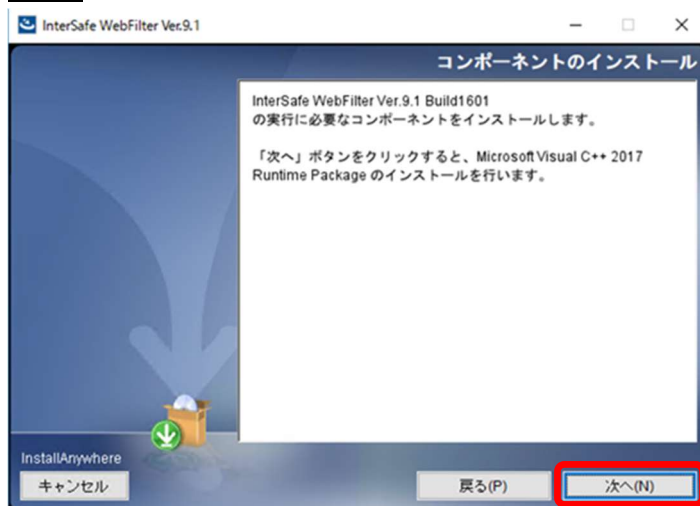 InterSafe WebFilter Ver.9.1
コンポーネントのインストール
InterSafe WebFilter Ver.9.1 Build1601
の実行に必要なコンポーネントをインストールします。
「次へ」ボタンをクリックすると、Microsoft Visual C++ 2017
Runtime Package のインストールを行います。
InstallAnywhere
キャンセル
戻る(P)
次へ(N)